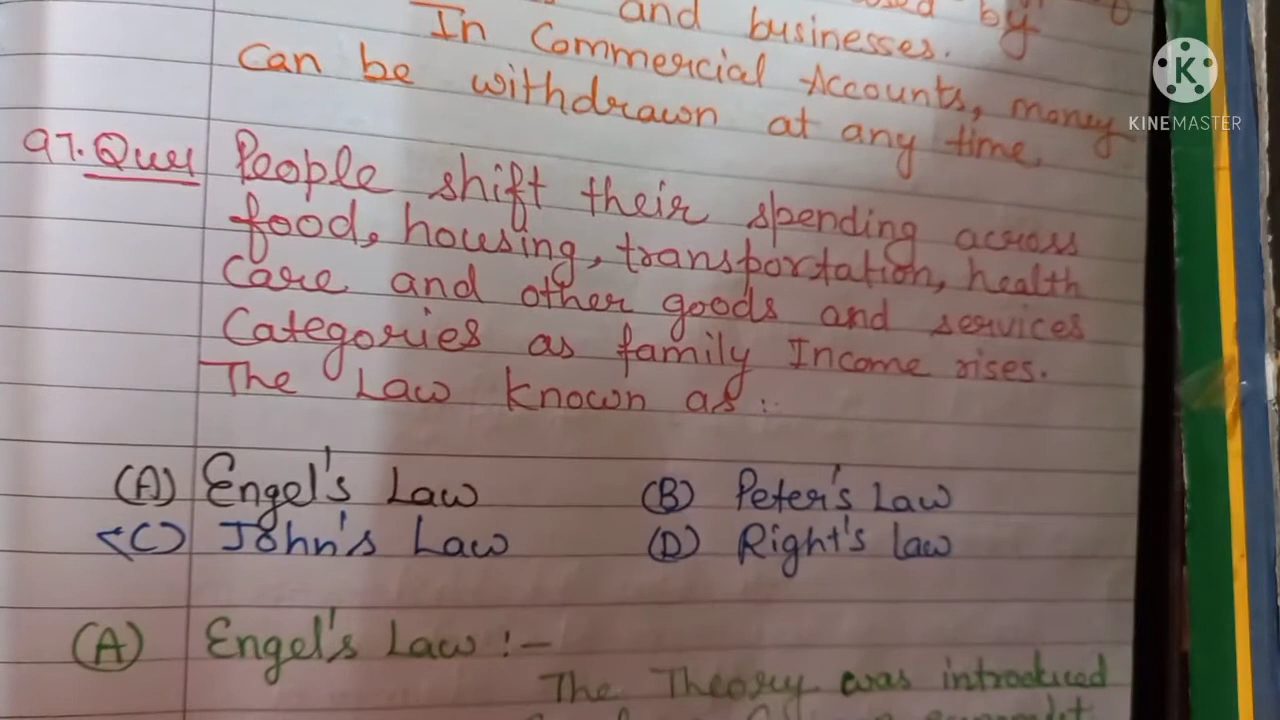 by
and businesses.
In Commercial Accounts, money
can be withdrawn at any time.
K
KINEMASTER
97. Ques People shift their spending across
food, housing, transportation, health
care and other goods and services
Categories as family Income rises.
The Law known as :
(A) Engel's Law (B) Peter's Law
(C) John's Law (D) Right's law
(A) Engel's Law :-
The Theory was introduced